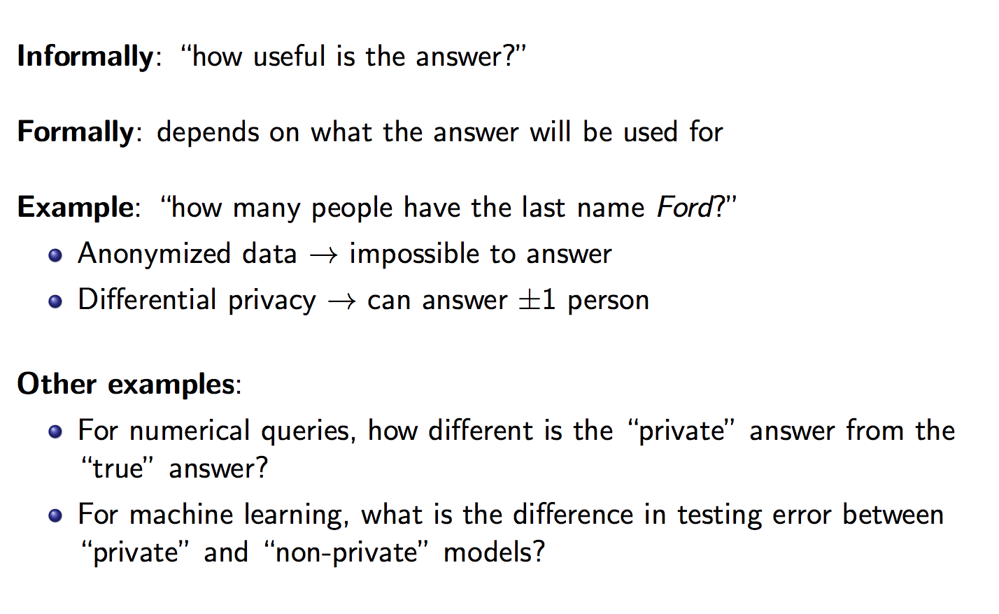 Informally: “how useful is the answer?”
Formally: depends on what the answer will be used for
Example: “how many people have the last name Ford?”
• Anonymized data → impossible to answer
• Differential privacy → can answer ±1 person
Other examples:
• For numerical queries, how different is the “private” answer from the
“true” answer?
• For machine learning, what is the difference in testing error between
“private” and “non-private” models?